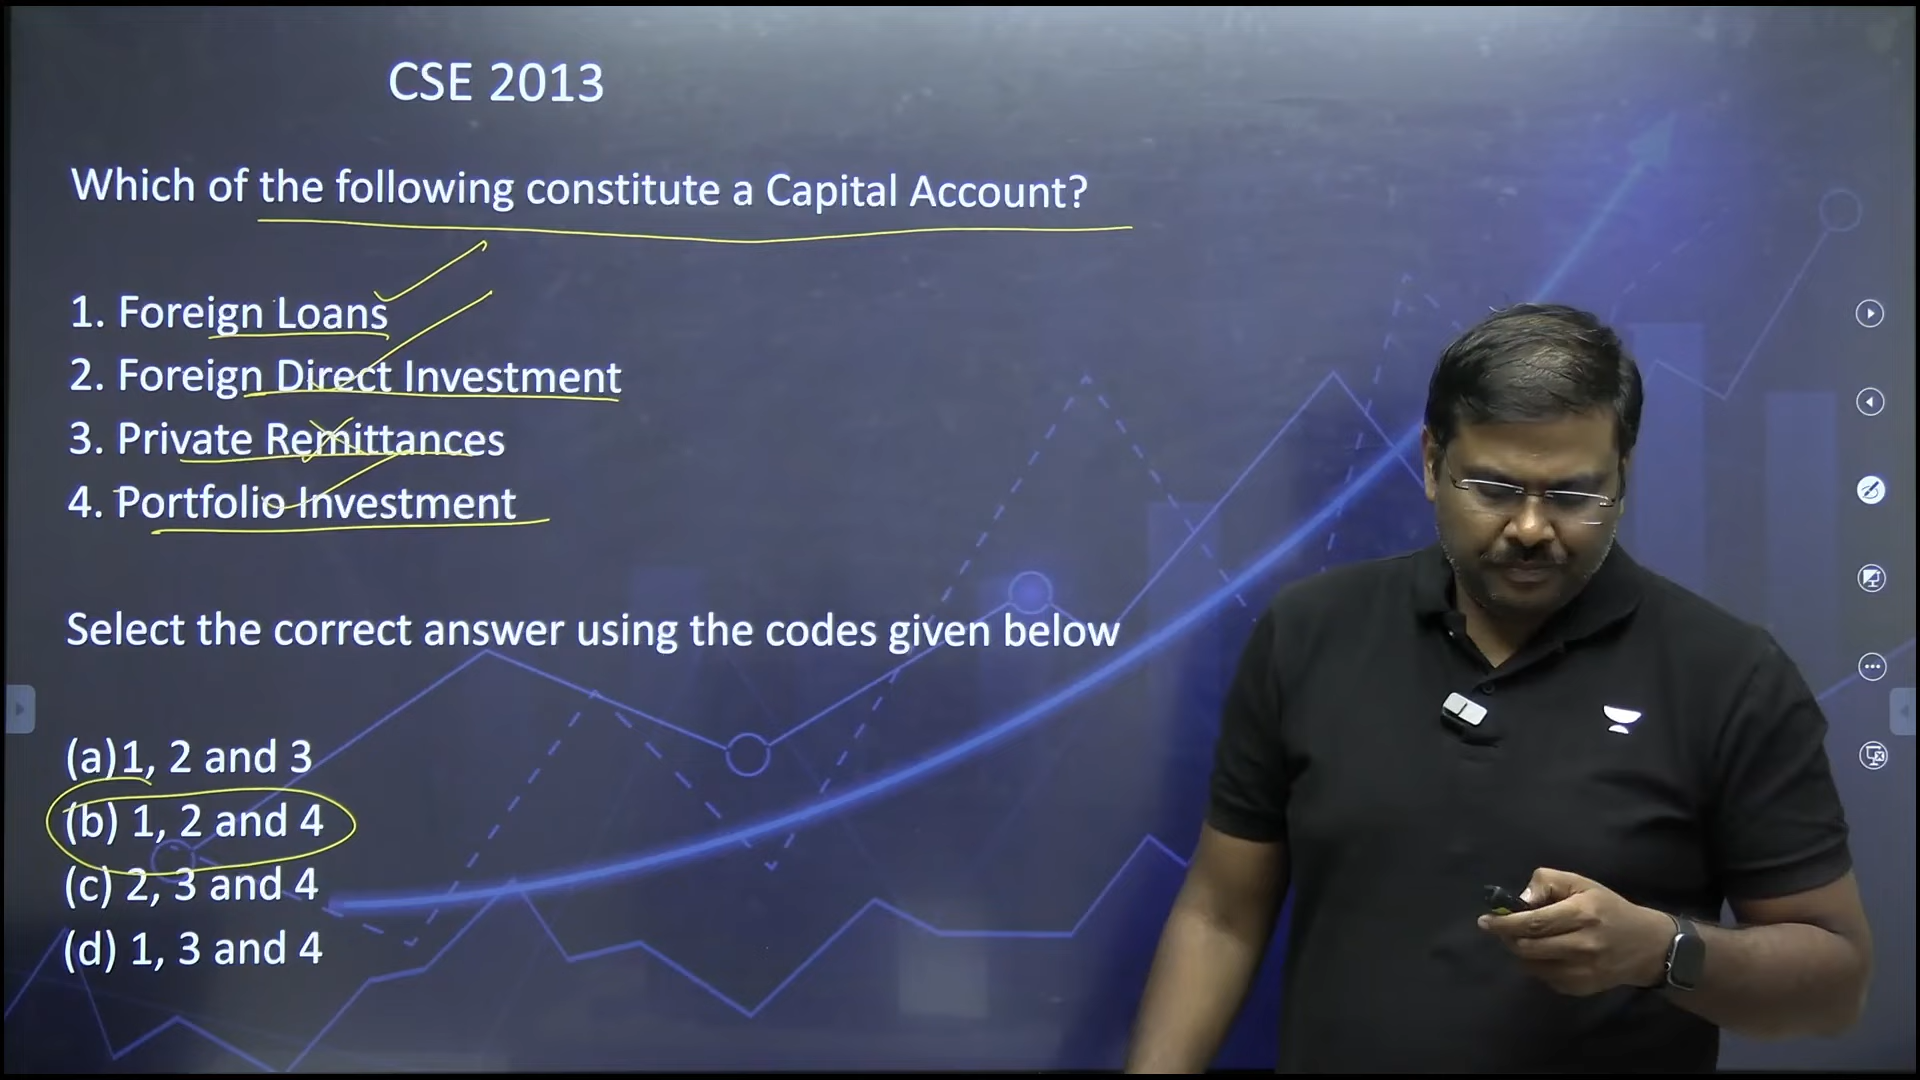 CSE 2013
Which of the following constitute a Capital Account?
1. Foreign Loans
2. Foreign Direct Investment
3. Private Remittances
4. Portfolio Investment
Select the correct answer using the codes given below
(a)1, 2 and 3
(b) 1, 2 and 4
(c) 2, 3 and 4
(d) 1, 3 and 4